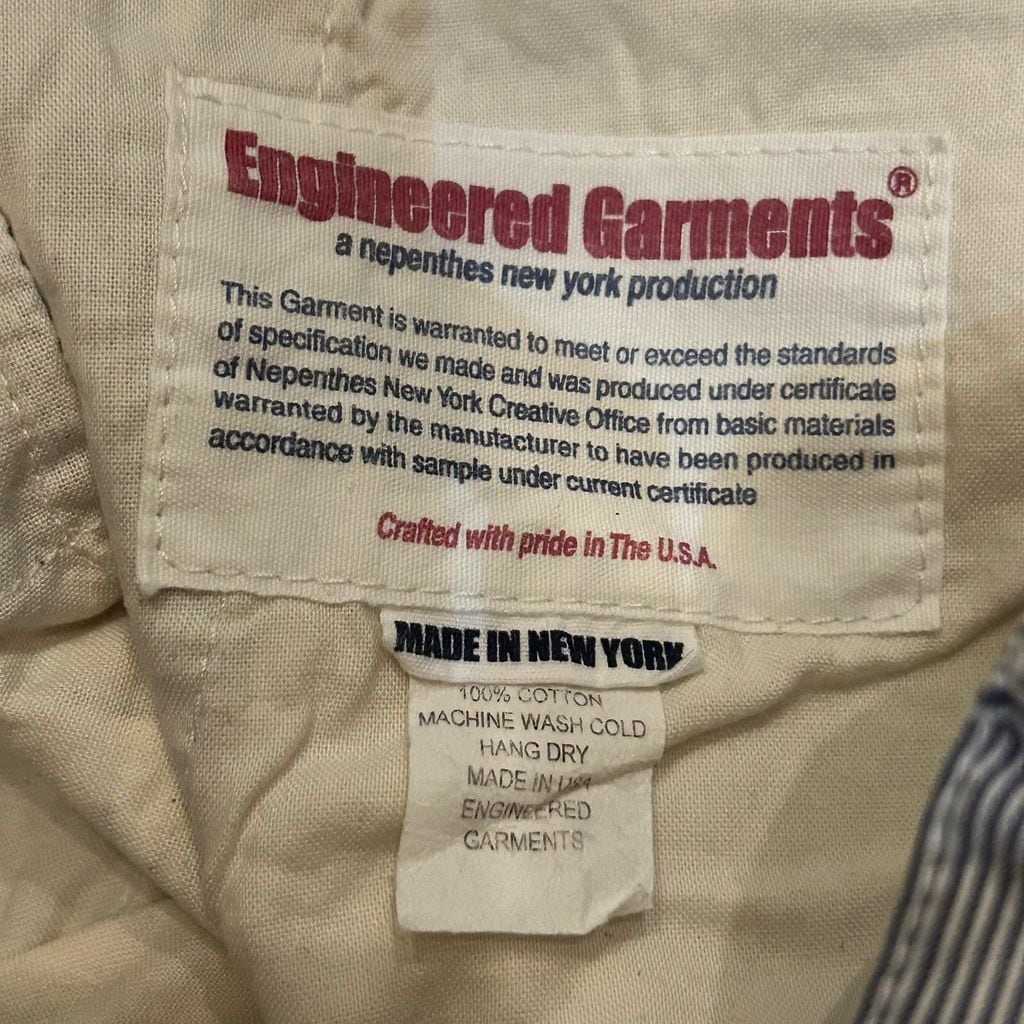 Engineered Garments®
a nepenthes new york production
This Garment is warranted to meet or exceed the standards
of specification we made and was produced under certificate
of Nepenthes New York Creative Office from basic materials
warranted by the manufacturer to have been produced in
accordance with sample under current certificate
Crafted with pride in The U.S.A.
MADE IN NEW YORK
100% COTTON
MACHINE WASH COLD
HANG DRY
MADE IN USA
ENGINEERED
GARMENTS